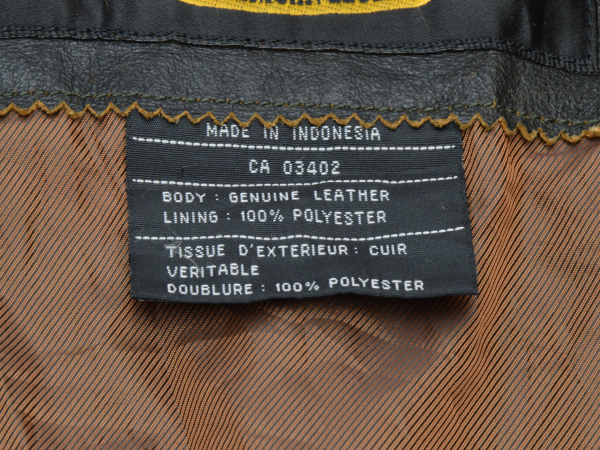 MADE IN INDONESIA
CA 03402
BODY : GENUINE LEATHER
LINING : 100% POLYESTER
TISSUE D'EXTERIEUR : CUIR
VERITABLE
DOUBLURE : 100% POLYESTER